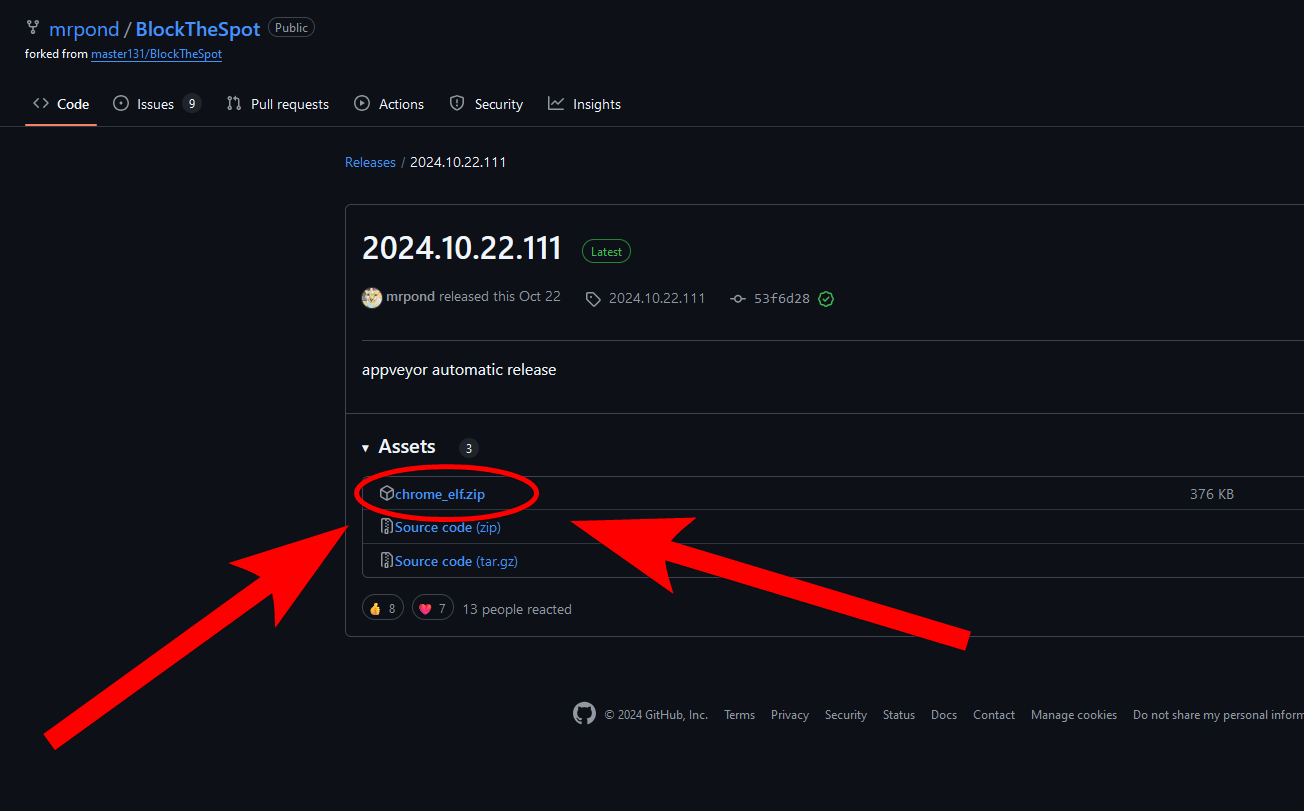 mrpond / BlockTheSpot Public
forked from master131/BlockTheSpot
Code Issues 9 Pull requests Actions Security Insights
Releases / 2024.10.22.111
2024.10.22.111 Latest
mrpond released this Oct 22 2024.10.22.111 53f6d28
appveyor automatic release
Assets 3
chrome_elf.zip 376 KB
Source code (zip)
Source code (tar.gz)
8 7 13 people reacted
© 2024 GitHub, Inc. Terms Privacy Security Status Docs Contact Manage cookies Do not share my personal inform